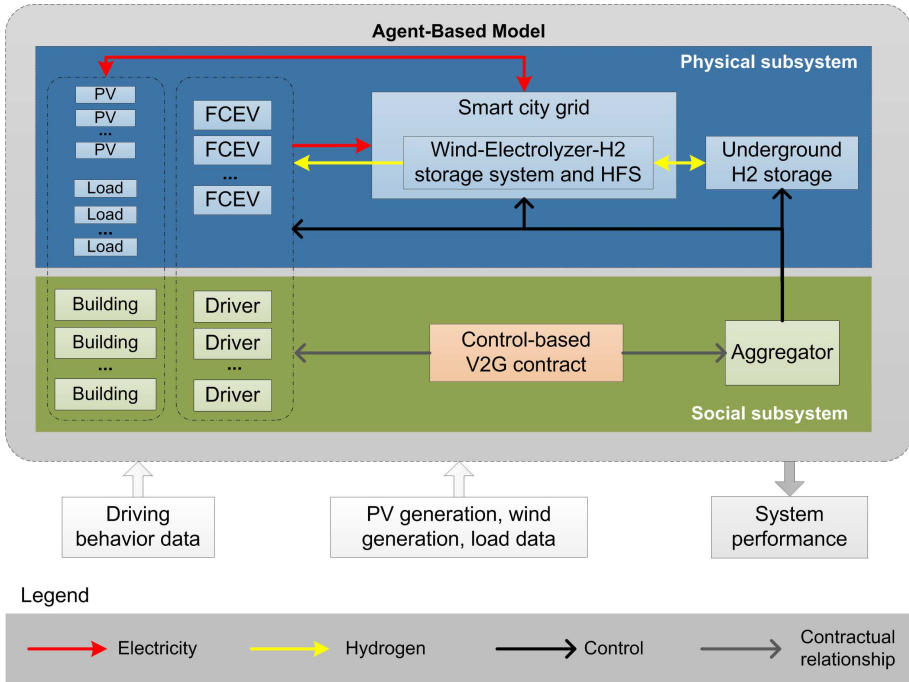 Agent-Based Model
Physical subsystem
PV
PV
...
PV
Load
Load
...
Load
FCEV
FCEV
...
FCEV
Smart city grid
Wind-Electrolyzer-H2
storage system and HFS
Underground
H2 storage
Building
Building
...
Building
Driver
Driver
...
Driver
Control-based
V2G contract
Aggregator
Social subsystem
Driving
behavior data
PV generation, wind
generation, load data
System
performance
Legend
Electricity
Hydrogen
Control
Contractual
relationship